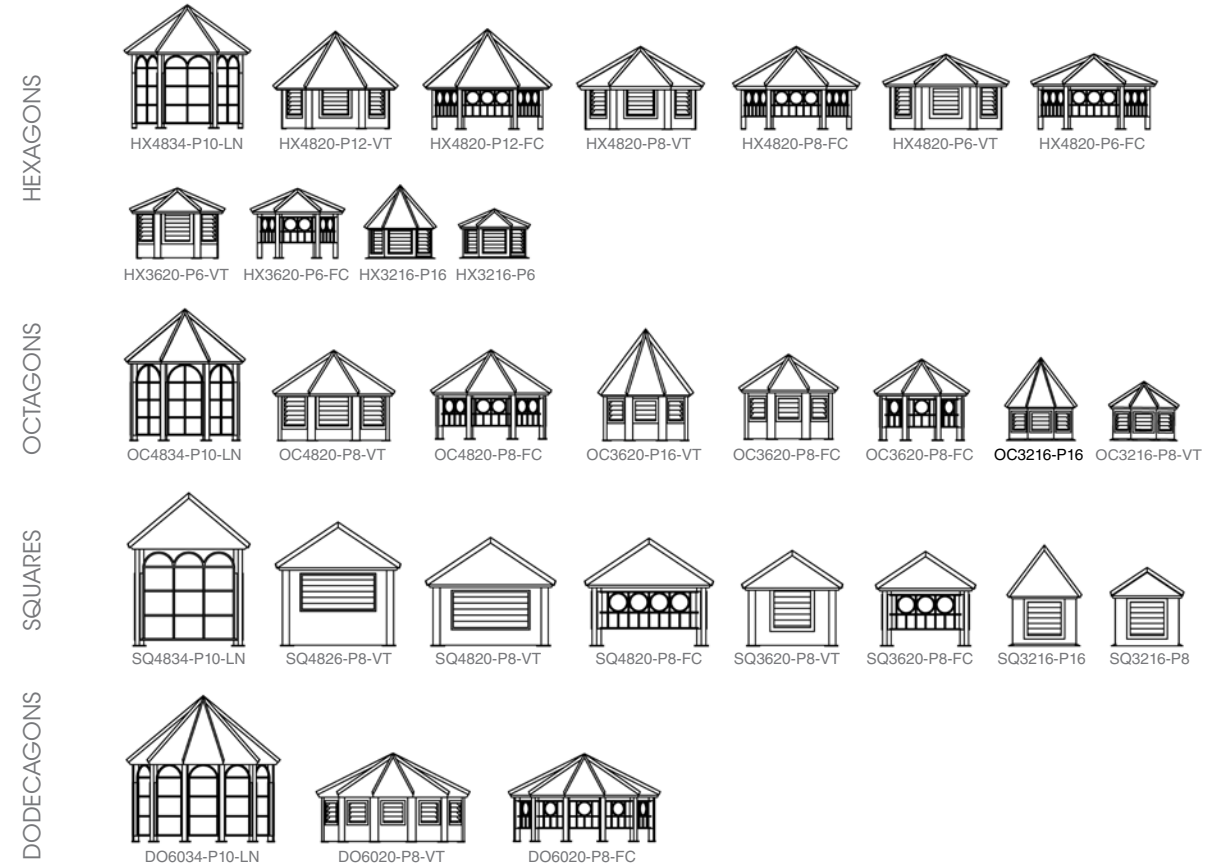 HEXAGONS
HX4834-P10-LN HX4820-P12-VT HX4820-P12-FC HX4820-P8-VT HX4820-P8-FC HX4820-P6-VT HX4820-P6-FC
HX3620-P6-VT HX3620-P6-FC HX3216-P16 HX3216-P6
OCTAGONS
OC4834-P10-LN OC4820-P8-VT OC4820-P8-FC OC3620-P16-VT OC3620-P8-FC OC3620-P8-FC OC3216-P16 OC3216-P8-VT
SQUARES
SQ4834-P10-LN SQ4826-P8-VT SQ4820-P8-VT SQ4820-P8-FC SQ3620-P8-VT SQ3620-P8-FC SQ3216-P16 SQ3216-P8
DODECAGONS
DO6034-P10-LN DO6020-P8-VT DO6020-P8-FC